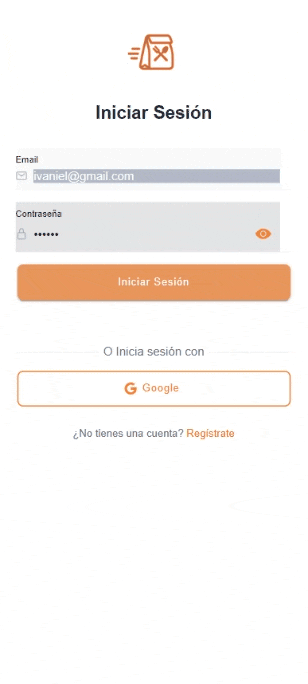 Iniciar Sesión
Email
ivaniel@gmail.com
Contraseña
••••••
Iniciar Sesión
O Inicia sesión con
Google
¿No tienes una cuenta? Regístrate